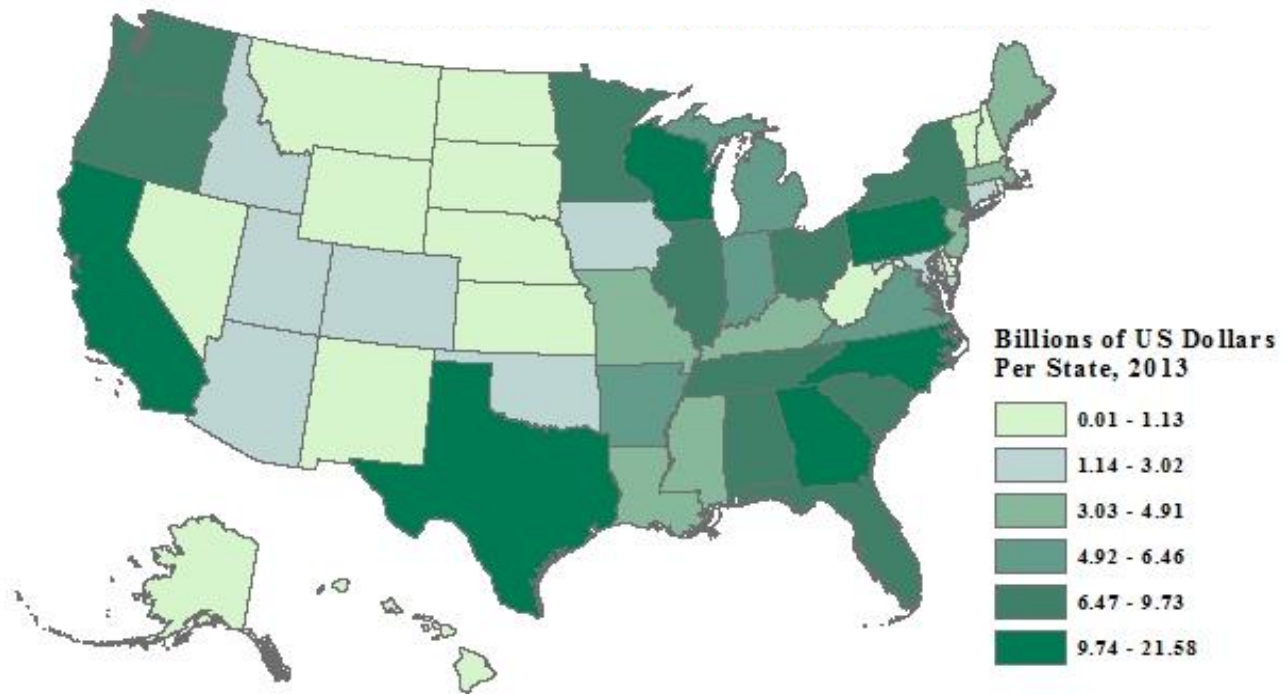 Billions of US Dollars
Per State, 2013
0.01 - 1.13
1.14 - 3.02
3.03 - 4.91
4.92 - 6.46
6.47 - 9.73
9.74 - 21.58